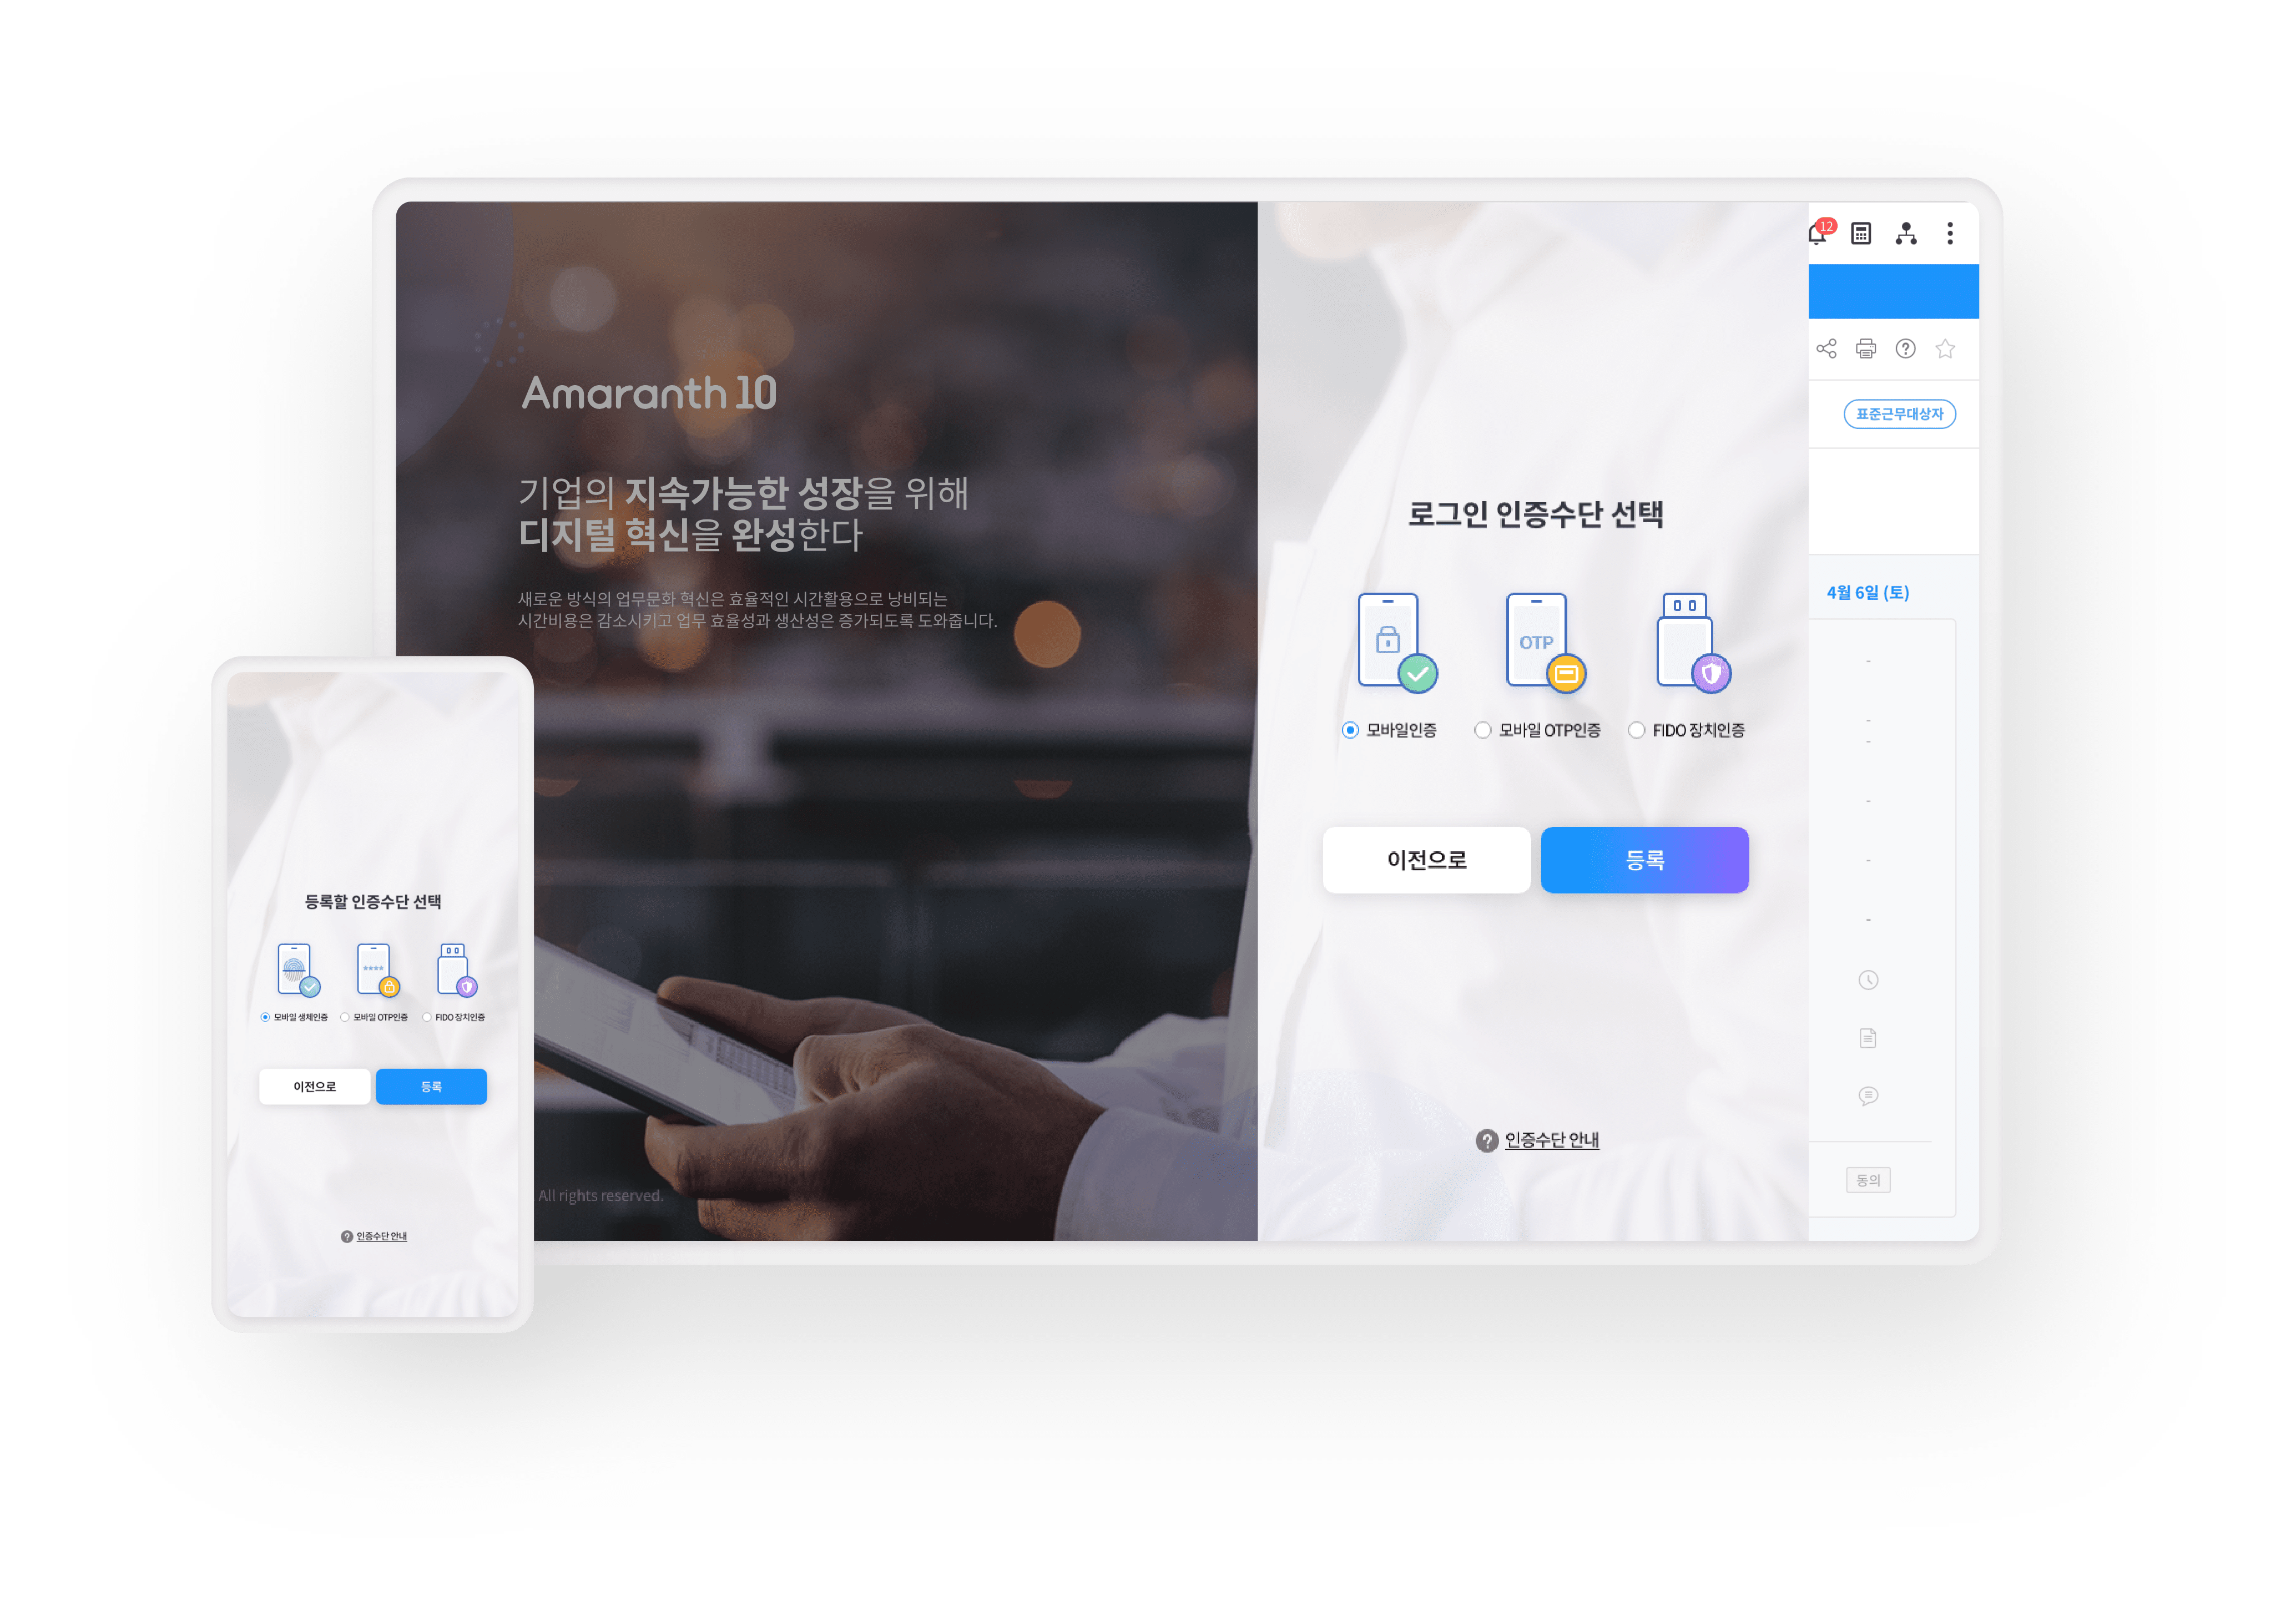 Amaranth 10
기업의 지속가능한 성장을 위해
디지털 혁신을 완성한다
새로운 방식의 업무문화 혁신은 효율적인 시간활용으로 낭비되는
시간비용은 감소시키고 업무 효율성과 생산성은 증가되도록 도와줍니다.
All rights reserved.
로그인 인증수단 선택
OTP
모바일인증 모바일 OTP인증 FIDO 장치인증
이전으로 등록
? 인증수단 안내
12
?
표준근무대상자
4월 6일 (토)
-
-
-
-
-
-
동의
등록할 인증수단 선택
****
모바일 생체인증 모바일 OTP인증 FIDO 장치인증
이전으로 등록
? 인증수단 안내